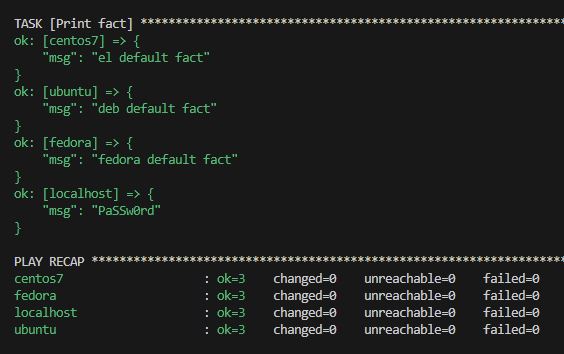 TASK [Print fact] ************************************************************
ok: [centos7] => {
    "msg": "el default fact"
}
ok: [ubuntu] => {
    "msg": "deb default fact"
}
ok: [fedora] => {
    "msg": "fedora default fact"
}
ok: [localhost] => {
    "msg": "PaSSw0rd"
}
PLAY RECAP *******************************************************************
centos7                    : ok=3    changed=0    unreachable=0    failed=0
fedora                     : ok=3    changed=0    unreachable=0    failed=0
localhost                  : ok=3    changed=0    unreachable=0    failed=0
ubuntu                     : ok=3    changed=0    unreachable=0    failed=0